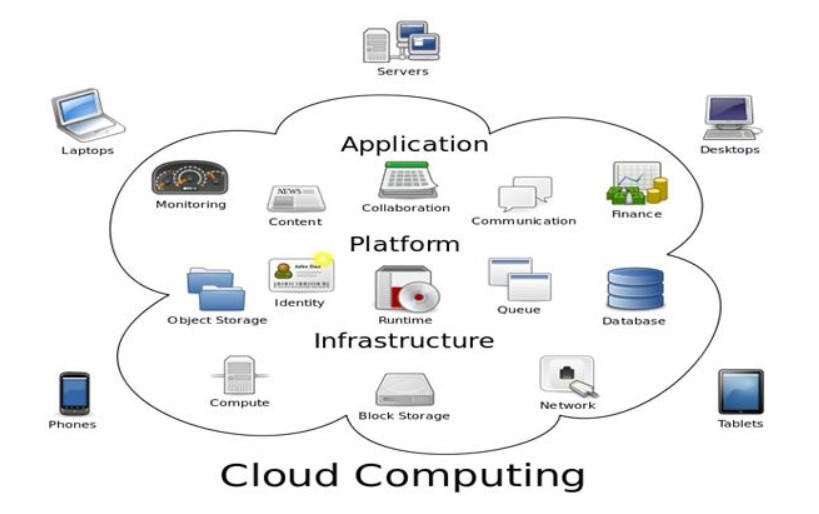 Servers
Laptops
Desktops
Application
Monitoring
NEWS
Content
Collaboration
Communication
Finance
Platform
John Doe
Object Storage
Identity
Runtime
Queue
Database
Infrastructure
Compute
Block Storage
Network
Phones
Tablets
Cloud Computing